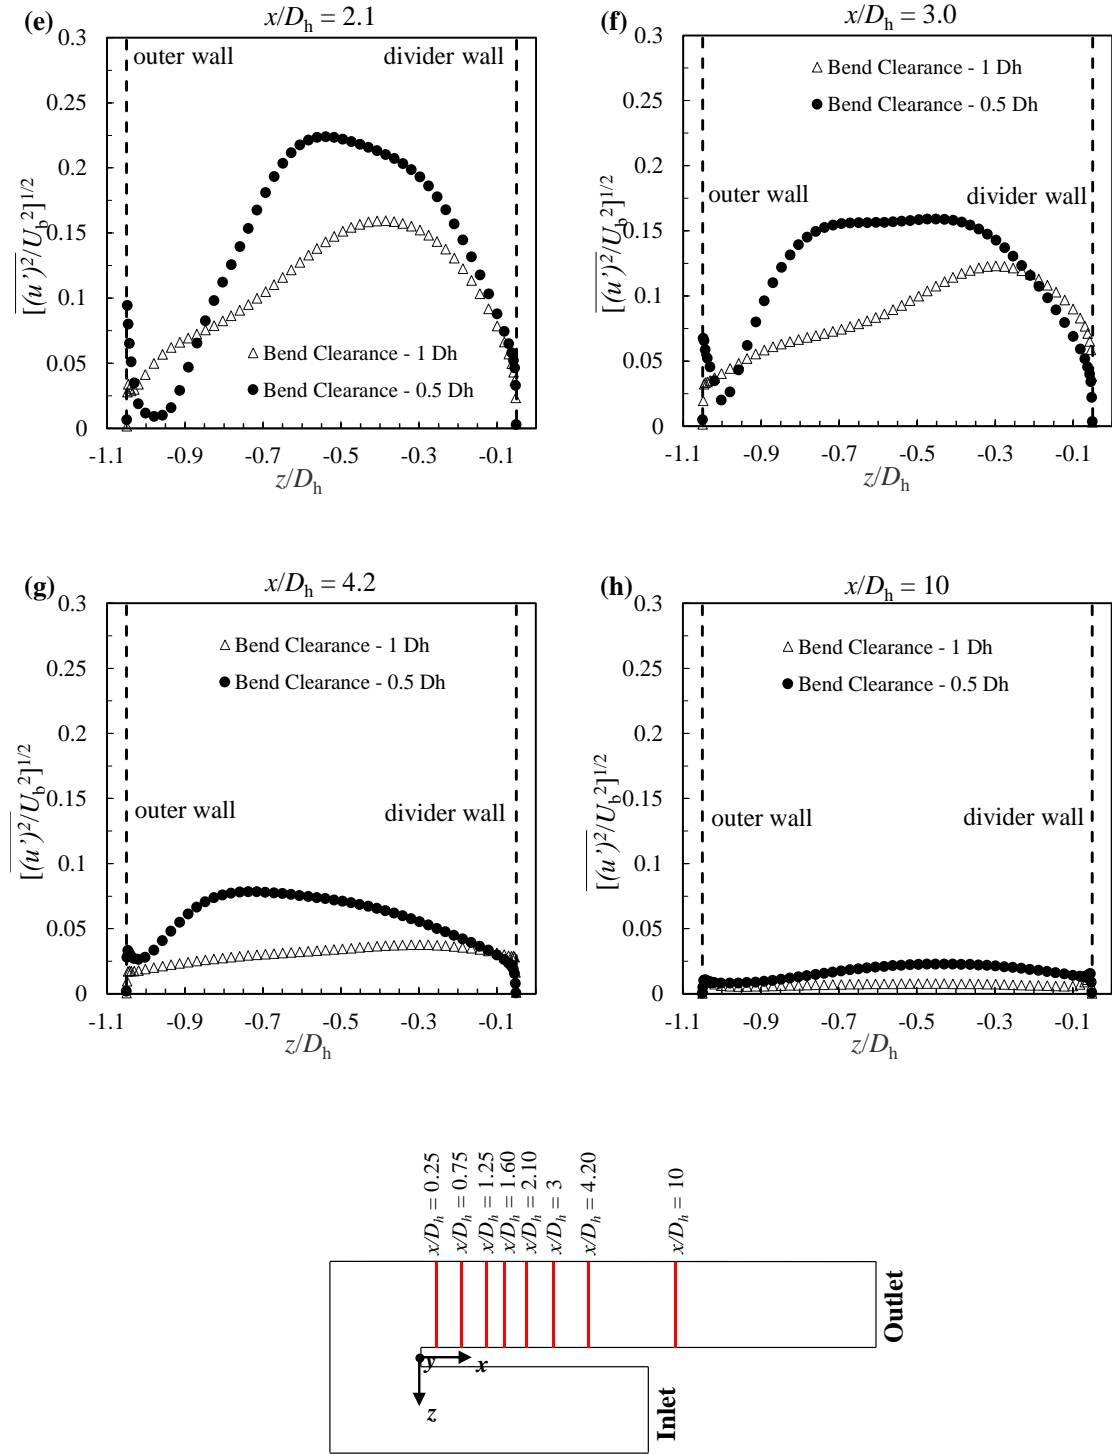 (e)
x/Dh = 2.1
0.3
0.25
0.2
0.15
0.1
0.05
0
[(u')²/Ub²]^1/2
outer wall
divider wall
Bend Clearance - 1 Dh
Bend Clearance - 0.5 Dh
-1.1 -0.9 -0.7 -0.5 -0.3 -0.1
z/Dh
(f)
x/Dh = 3.0
0.3
0.25
0.2
0.15
0.1
0.05
0
[(u')²/Ub²]^1/2
Bend Clearance - 1 Dh
Bend Clearance - 0.5 Dh
outer wall
divider wall
-1.1 -0.9 -0.7 -0.5 -0.3 -0.1
z/Dh
(g)
x/Dh = 4.2
0.3
0.25
0.2
0.15
0.1
0.05
0
[(u')²/Ub²]^1/2
Bend Clearance - 1 Dh
Bend Clearance - 0.5 Dh
outer wall
divider wall
-1.1 -0.9 -0.7 -0.5 -0.3 -0.1
z/Dh
(h)
x/Dh = 10
0.3
0.25
0.2
0.15
0.1
0.05
0
[(u')²/Ub²]^1/2
Bend Clearance - 1 Dh
Bend Clearance - 0.5 Dh
outer wall
divider wall
-1.1 -0.9 -0.7 -0.5 -0.3 -0.1
z/Dh
x/Dh = 0.25
x/Dh = 0.75
x/Dh = 1.25
x/Dh = 1.60
x/Dh = 2.10
x/Dh = 3
x/Dh = 4.20
x/Dh = 10
Outlet
y
x
z
Inlet